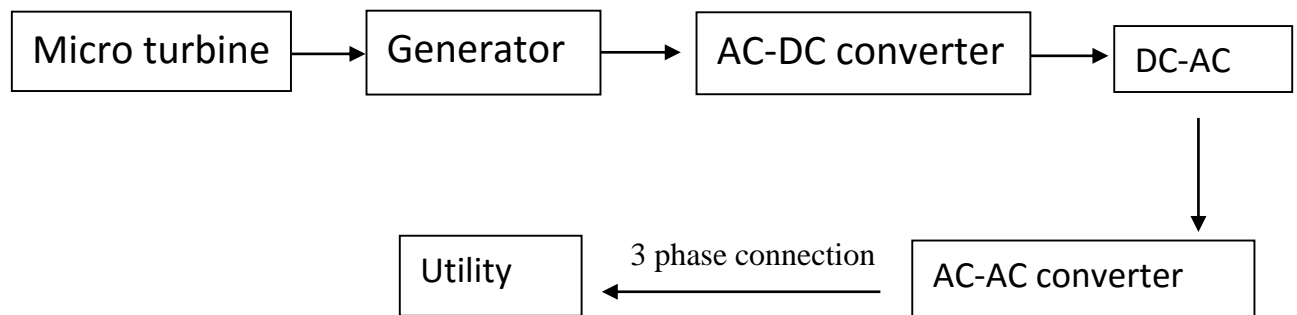 Micro turbine
Generator
AC-DC converter
DC-AC
Utility
3 phase connection
AC-AC converter